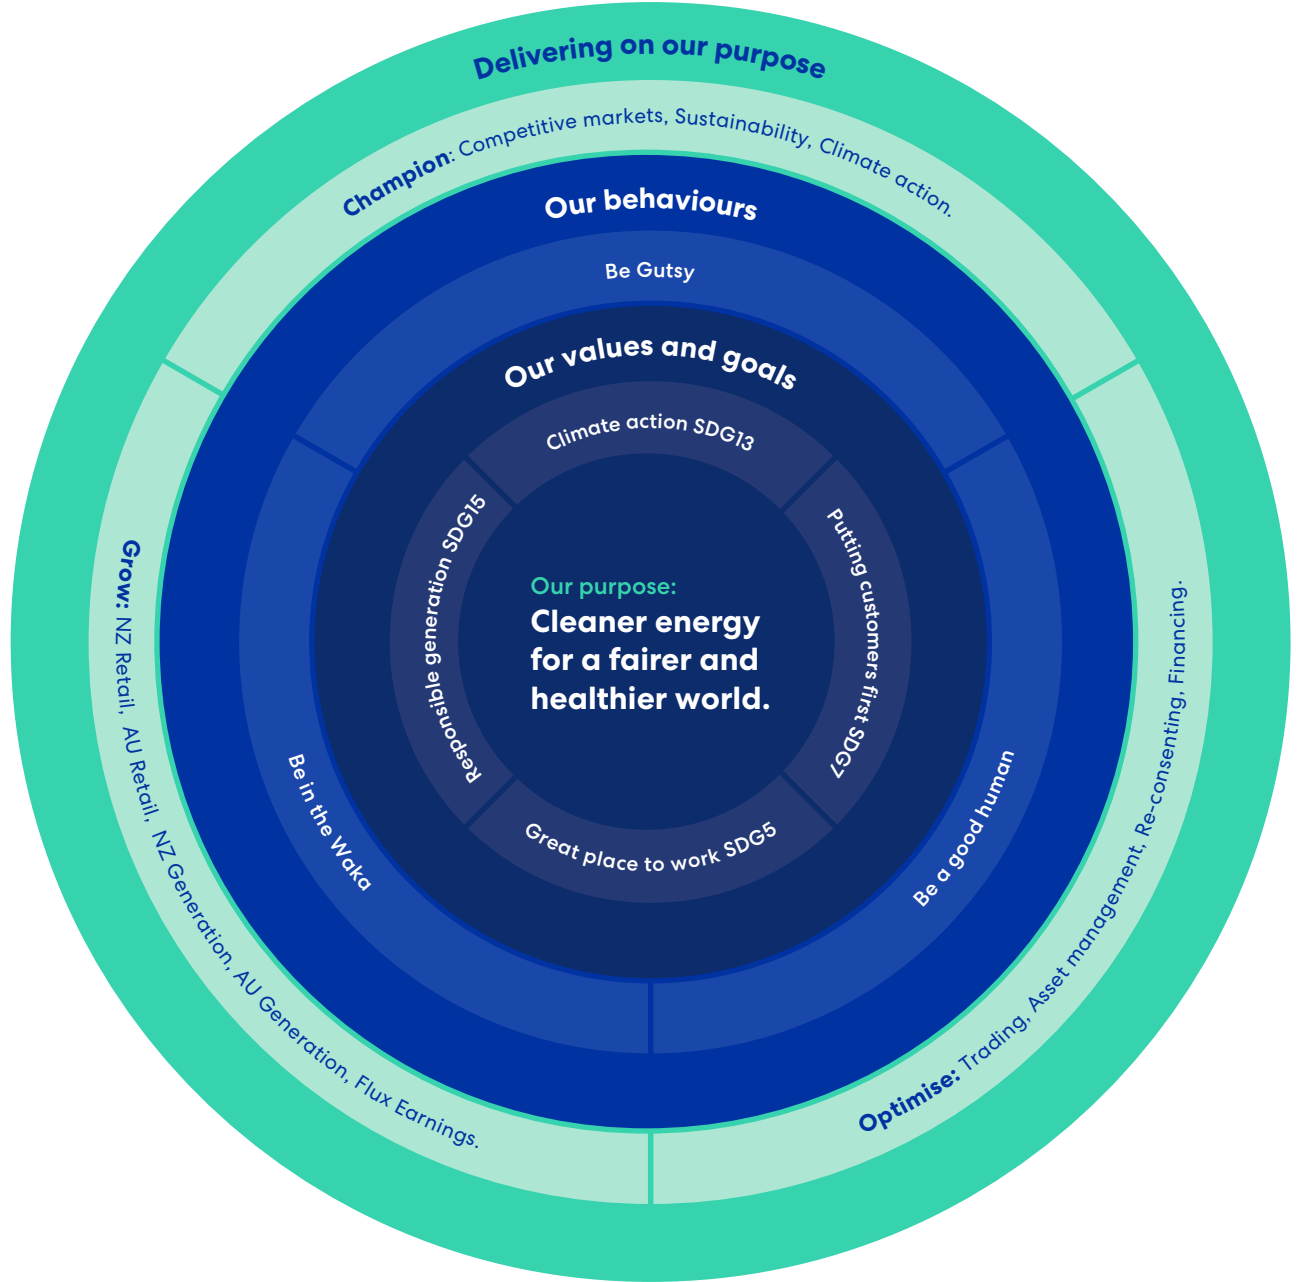 Delivering on our purpose
Champion: Competitive markets, Sustainability, Climate action.
Our behaviours
Be Gutsy
Our values and goals
Climate action SDG13
Responsible generation SDG15
Putting customers first SDG7
Our purpose:
Cleaner energy
for a fairer and
healthier world.
Great place to work SDG5
Be in the Waka
Be a good human
Grow: NZ Retail, AU Retail, NZ Generation, AU Generation, Flux Earnings.
Optimise: Trading, Asset management, Re-consenting, Financing.